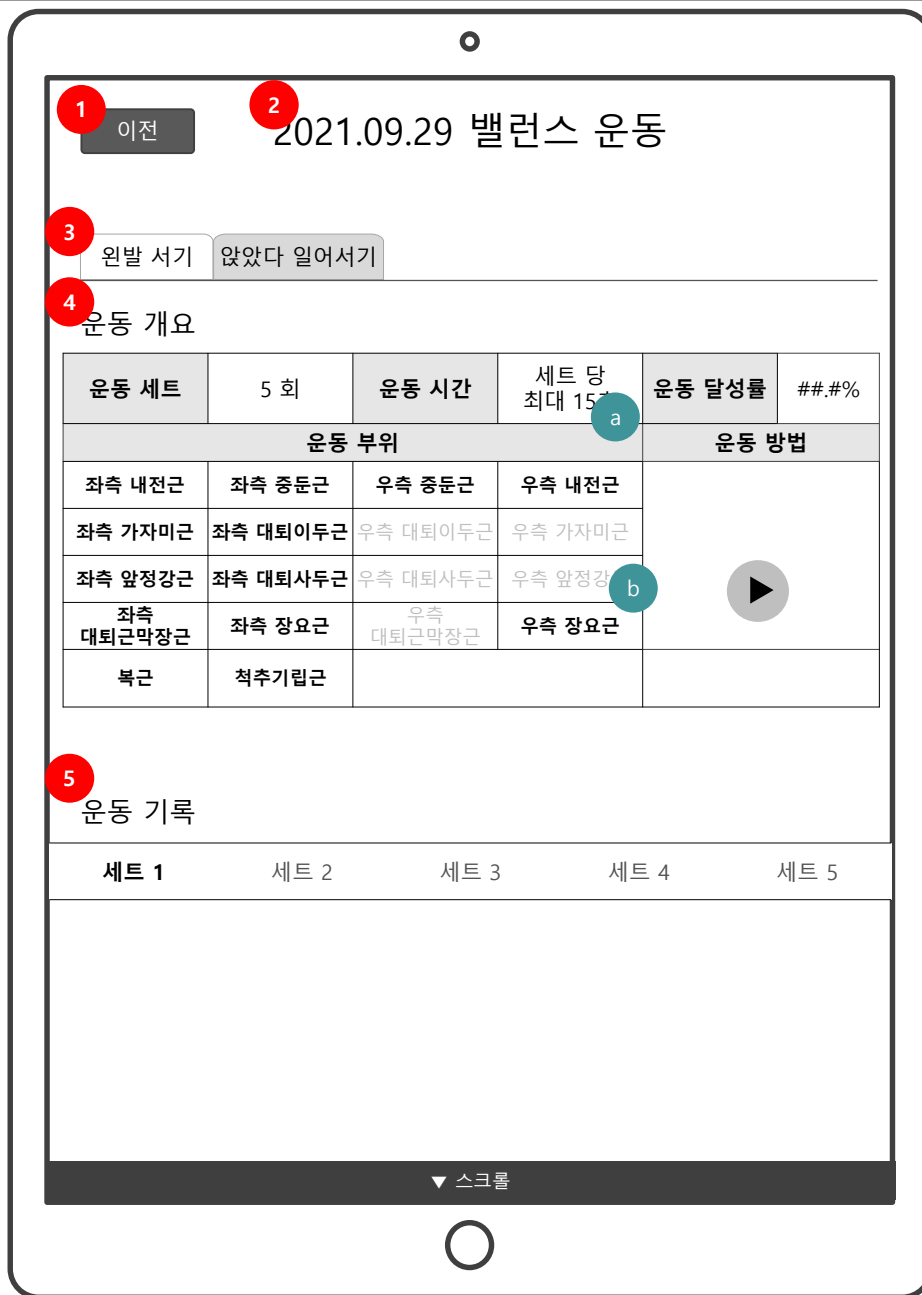 1
이전
2
2021.09.29 밸런스 운동
3
왼발 서기
앉았다 일어서기
4
운동 개요
운동 세트
5 회
운동 시간
세트 당
최대 15
운동 달성률
##.#%
a
운동 부위
운동 방법
좌측 내전근
좌측 중둔근
우측 중둔근
우측 내전근
좌측 가자미근
좌측 대퇴이두근
우측 대퇴이두근
우측 가자미근
좌측 앞정강근
좌측 대퇴사두근
우측 대퇴사두근
우측 앞정강
b
좌측
대퇴근막장근
좌측 장요근
우측
대퇴근막장근
우측 장요근
복근
척추기립근
5
운동 기록
세트 1
세트 2
세트 3
세트 4
세트 5
▼ 스크롤